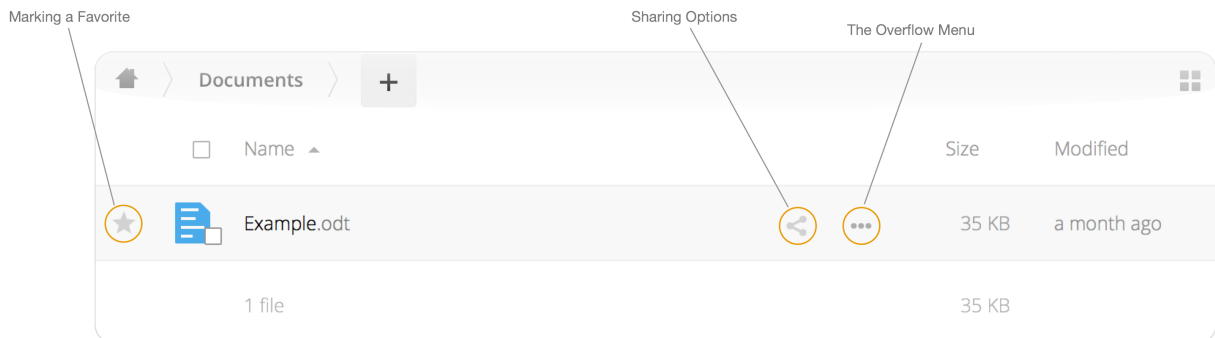 Marking a Favorite
Sharing Options
The Overflow Menu
Documents
+
Name
Size
Modified
Example.odt
35 KB
a month ago
1 file
35 KB